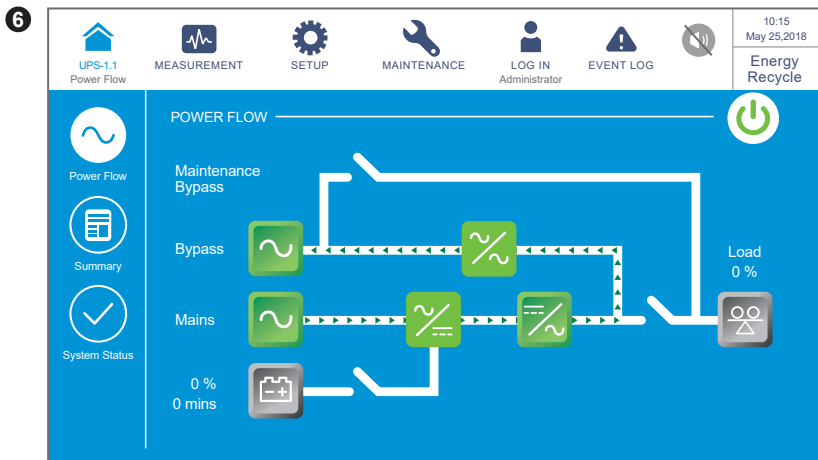 6
UPS-1.1
Power Flow
MEASUREMENT
SETUP
MAINTENANCE
LOG IN
Administrator
EVENT LOG
10:15
May 25,2018
Energy
Recycle
Power Flow
Summary
System Status
POWER FLOW
Maintenance
Bypass
Bypass
Load
0 %
Mains
0 %
0 mins